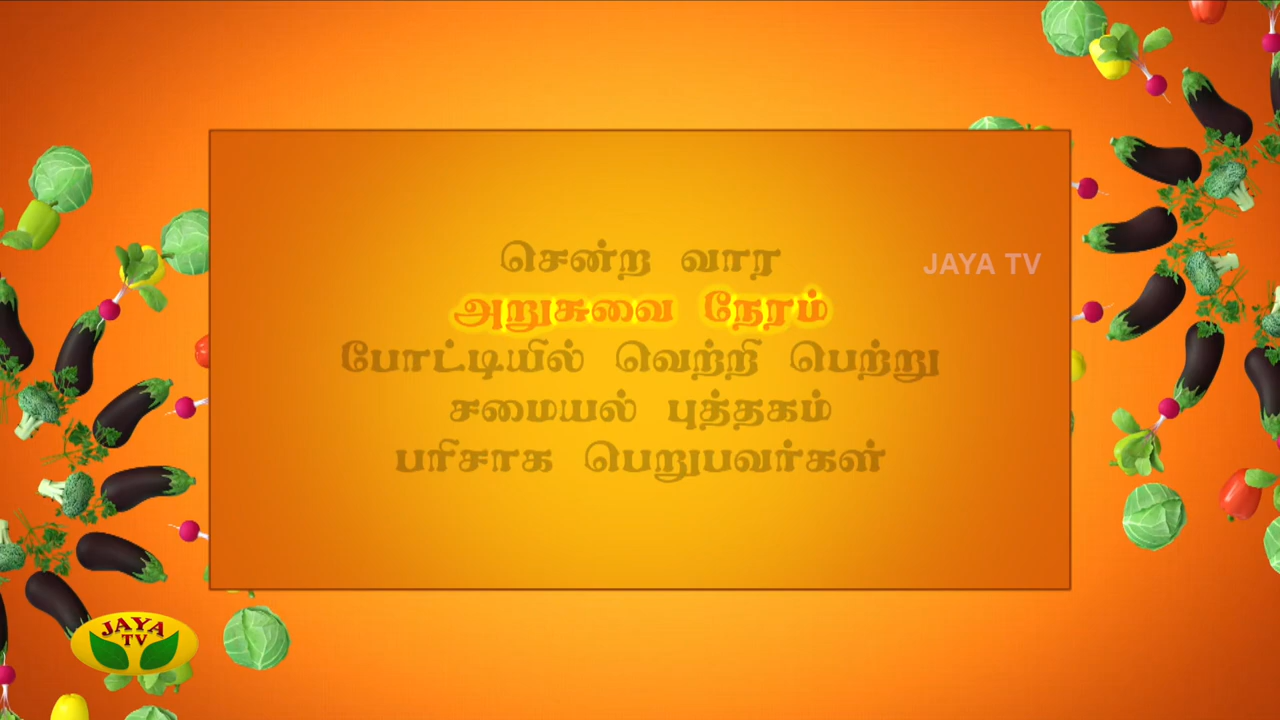 சென்ற வார
JAYA TV
அறுசுவை நேரம்
போட்டியில் வெற்றி பெற்று
சமையல் புத்தகம்
பரிசாக பெறுபவர்கள்
JAYA
TV